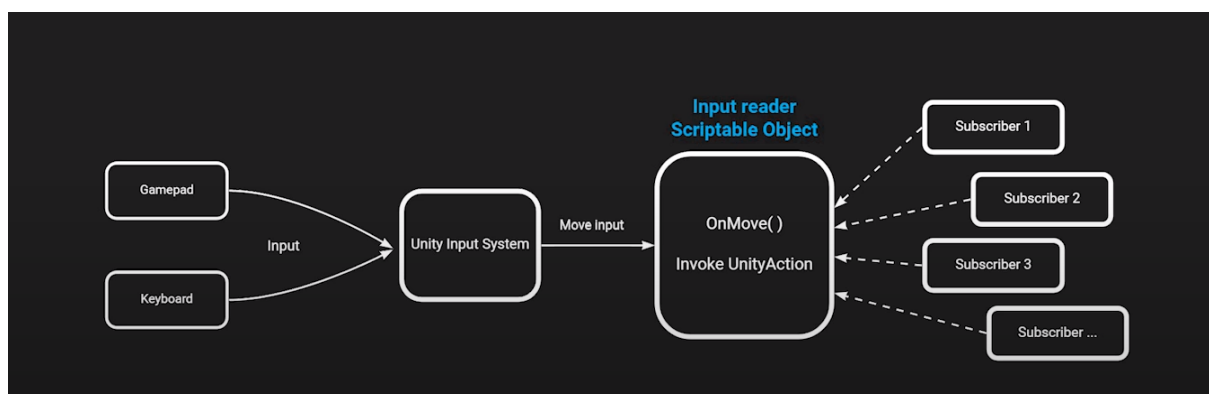 Gamepad
Keyboard
Input
Unity Input System
Move input
Input reader
Scriptable Object
OnMove( )
Invoke UnityAction
Subscriber 1
Subscriber 2
Subscriber 3
Subscriber ...